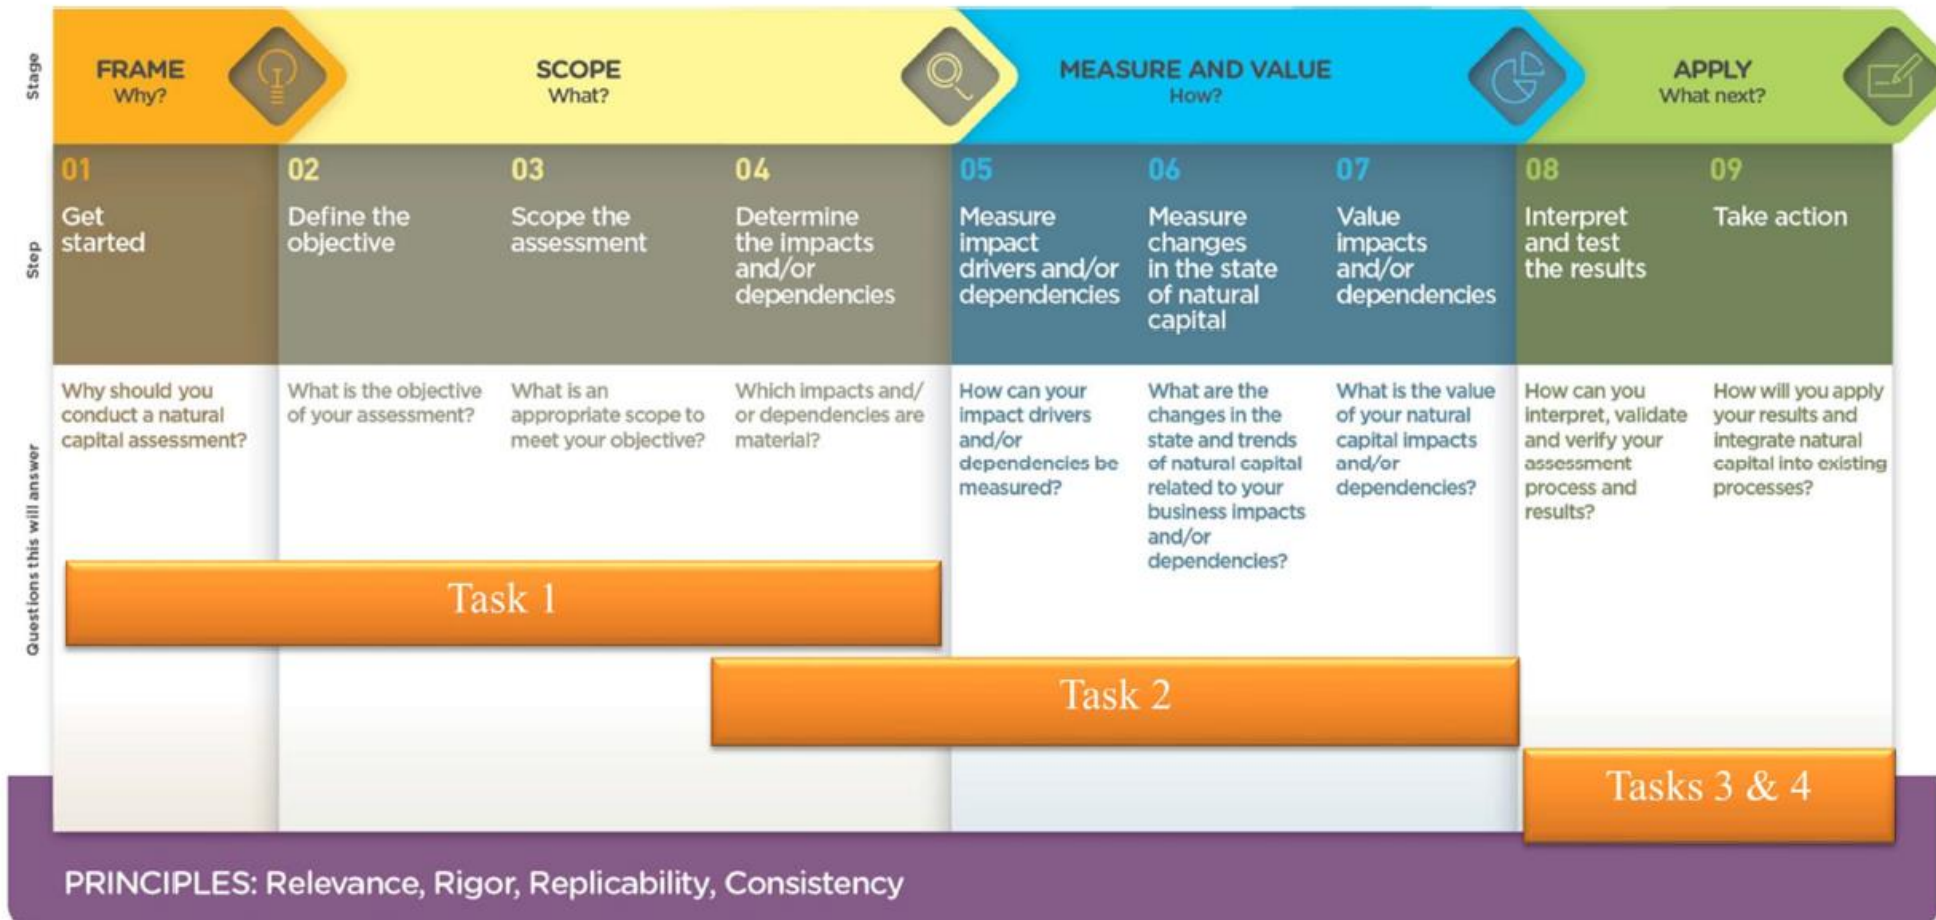 Stage
FRAME
Why?
SCOPE
What?
MEASURE AND VALUE
How?
APPLY
What next?
Step
01
Get
started
02
Define the
objective
03
Scope the
assessment
04
Determine
the impacts
and/or
dependencies
05
Measure
impact
drivers and/or
dependencies
06
Measure
changes
in the state
of natural
capital
07
Value
impacts
and/or
dependencies
08
Interpret
and test
the results
09
Take action
Questions this will answer
Why should you
conduct a natural
capital assessment?
What is the objective
of your assessment?
What is an
appropriate scope to
meet your objective?
Which impacts and/
or dependencies are
material?
How can your
impact drivers
and/or
dependencies be
measured?
What are the
changes in the
state and trends
of natural capital
related to your
business impacts
and/or
dependencies?
What is the value
of your natural
capital impacts
and/or
dependencies?
How can you
interpret, validate
and verify your
assessment
process and
results?
How will you apply
your results and
integrate natural
capital into existing
processes?
Task 1
Task 2
Tasks 3 & 4
PRINCIPLES: Relevance, Rigor, Replicability, Consistency